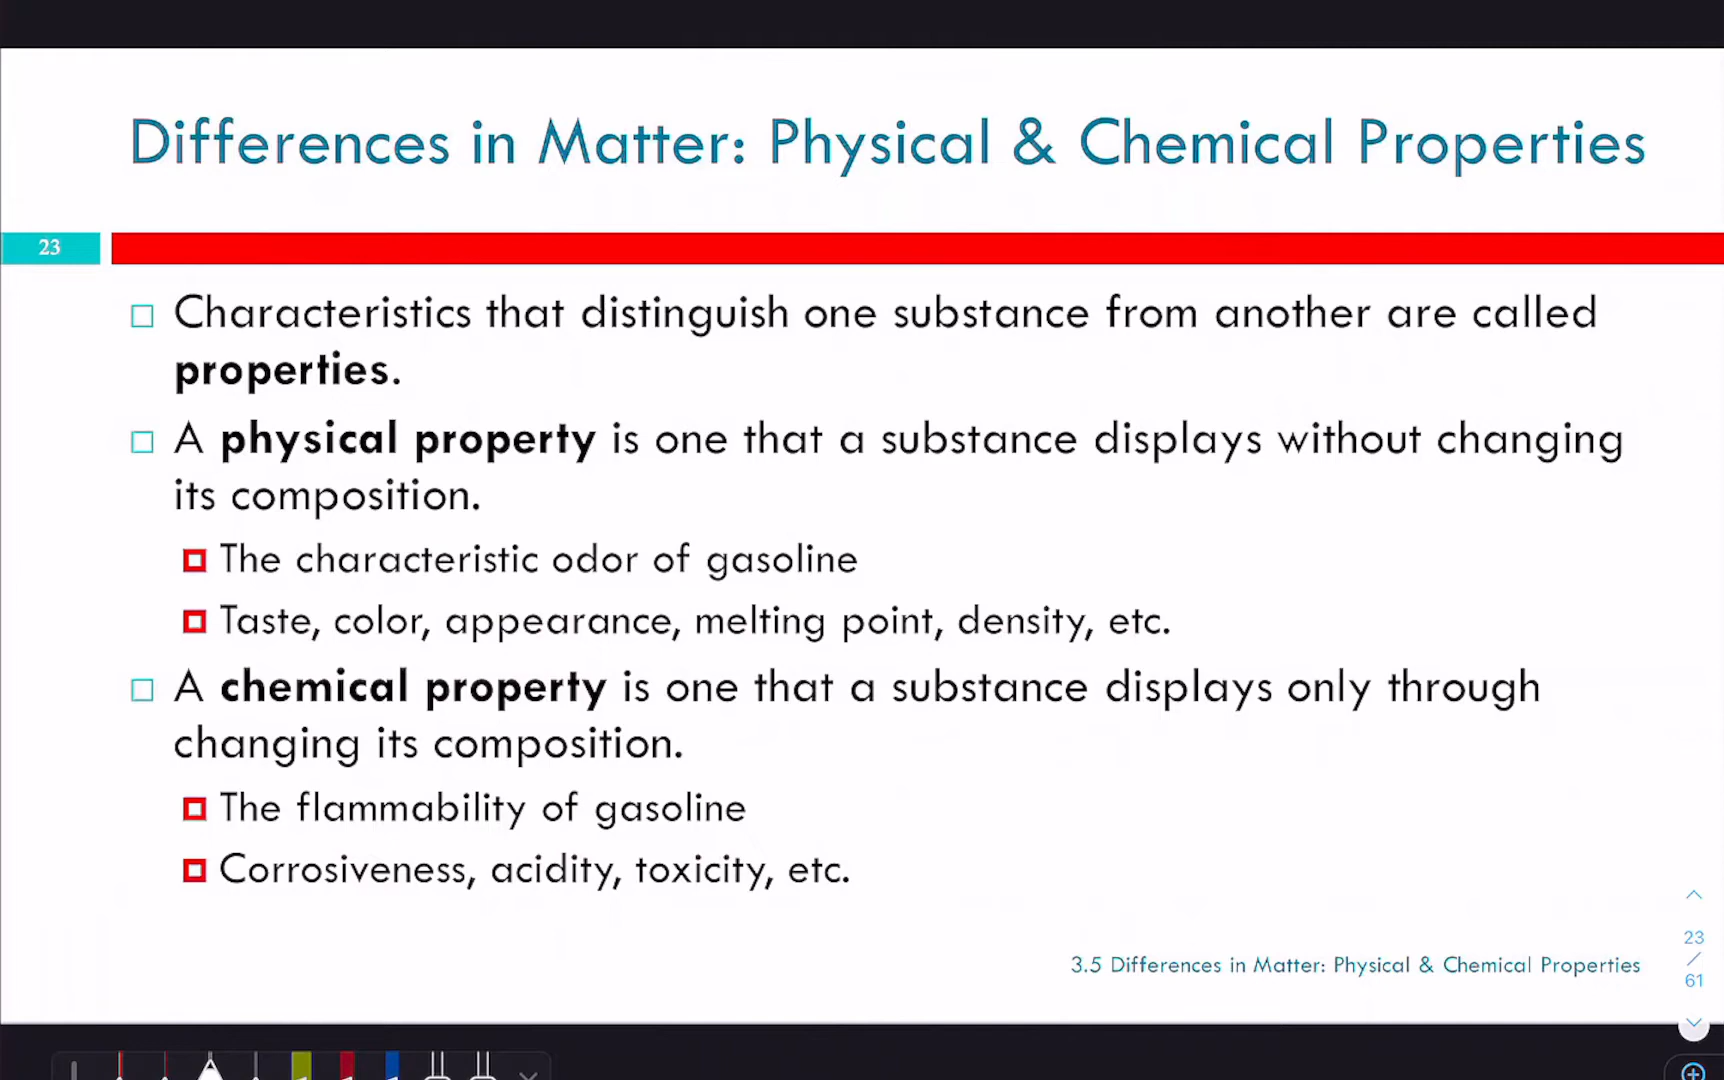 Differences in Matter: Physical & Chemical Properties
23
Characteristics that distinguish one substance from another are called
properties.
A physical property is one that a substance displays without changing
its composition.
The characteristic odor of gasoline
Taste, color, appearance, melting point, density, etc.
A chemical property is one that a substance displays only through
changing its composition.
The flammability of gasoline
Corrosiveness, acidity, toxicity, etc.
3.5 Differences in Matter: Physical & Chemical Properties
23
/
61